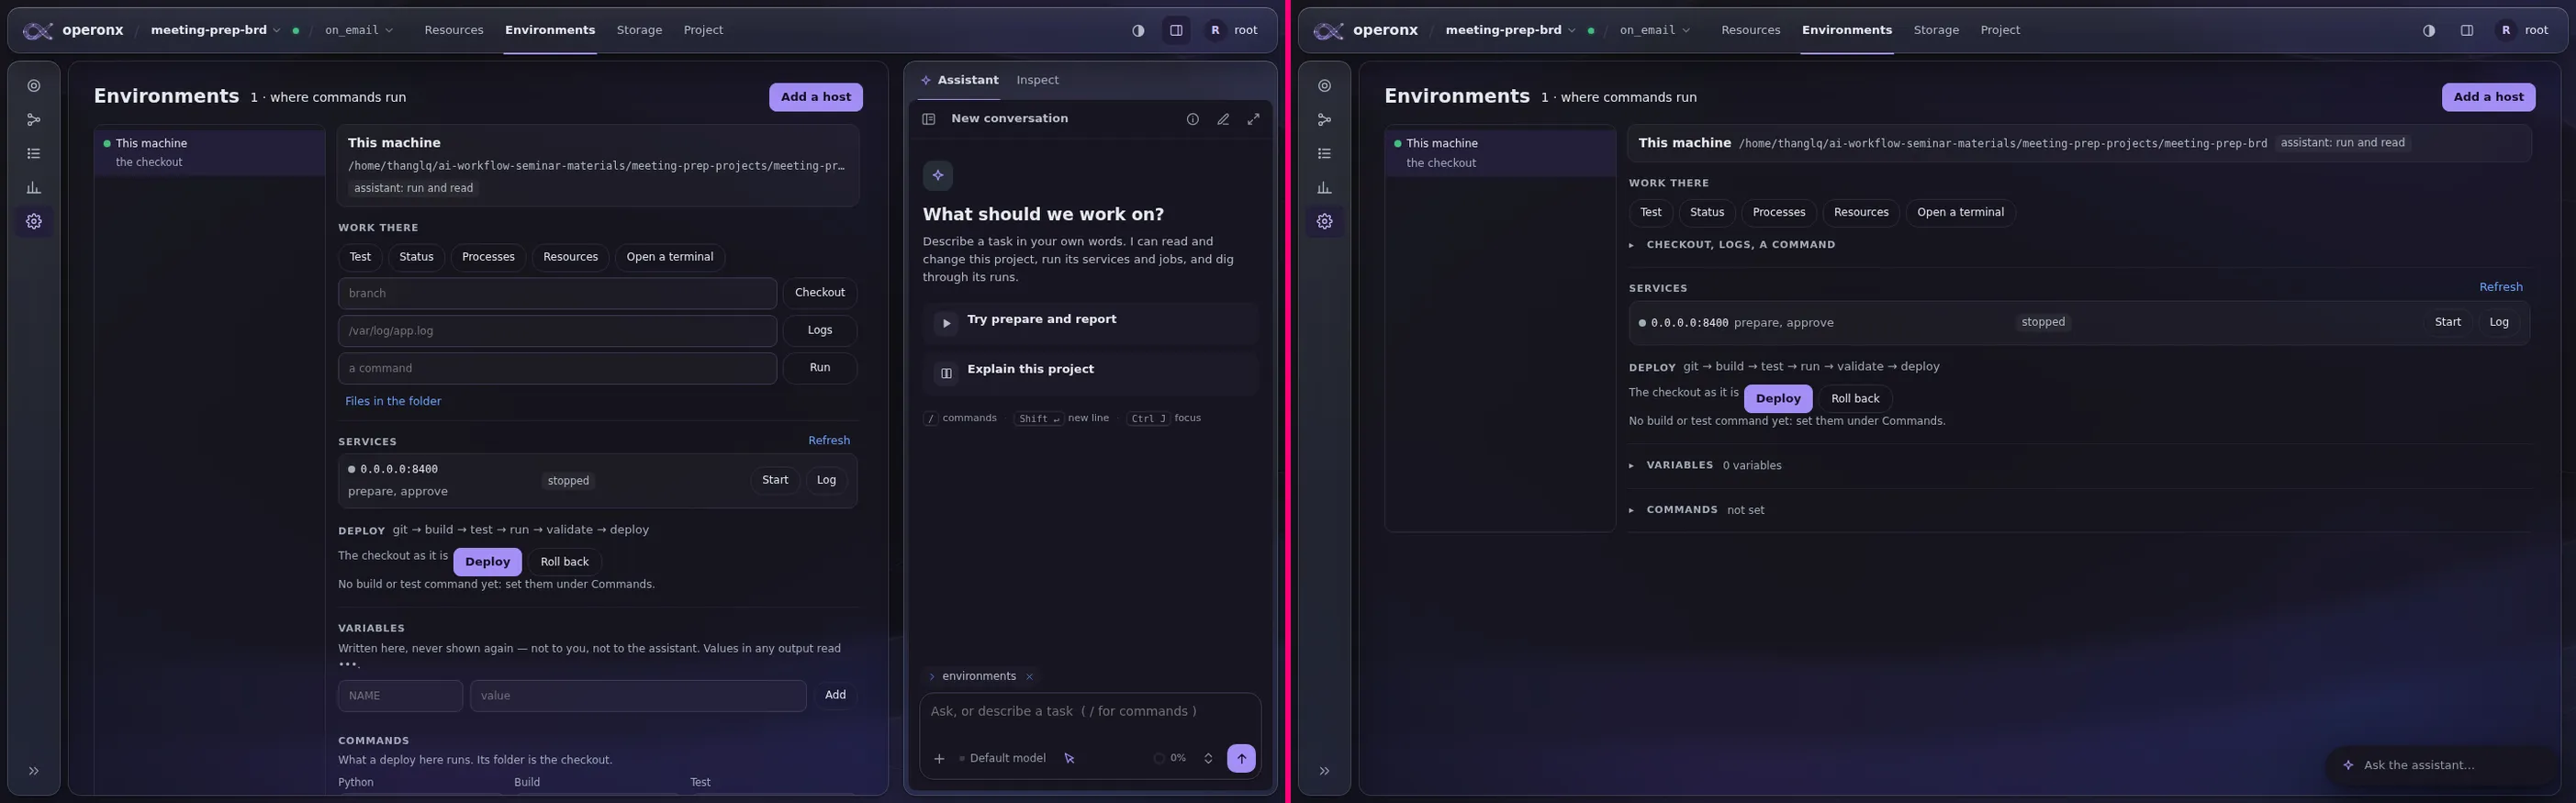 operonx / meeting-prep-brd / on_email Resources Environments Storage Project R root
Environments 1 · where commands run Add a host
This machine
the checkout
This machine
/home/thanglq/ai-workflow-seminar-materials/meeting-prep-projects/meeting-pr…
assistant: run and read
WORK THERE
Test Status Processes Resources Open a terminal
branch Checkout
/var/log/app.log Logs
a command Run
Files in the folder
SERVICES Refresh
0.0.0.0:8400
prepare, approve
stopped Start Log
DEPLOY git → build → test → run → validate → deploy
The checkout as it is Deploy Roll back
No build or test command yet: set them under Commands.
VARIABLES
Written here, never shown again — not to you, not to the assistant. Values in any output read
•••.
NAME value Add
COMMANDS
What a deploy here runs. Its folder is the checkout.
Python Build Test
Assistant Inspect
New conversation
What should we work on?
Describe a task in your own words. I can read and
change this project, run its services and jobs, and dig
through its runs.
Try prepare and report
Explain this project
/ commands · Shift ↵ new line · Ctrl J focus
environments ×
Ask, or describe a task ( / for commands )
Default model 0%
operonx / meeting-prep-brd / on_email Resources Environments Storage Project R root
Environments 1 · where commands run Add a host
This machine
the checkout
This machine /home/thanglq/ai-workflow-seminar-materials/meeting-prep-projects/meeting-prep-brd assistant: run and read
WORK THERE
Test Status Processes Resources Open a terminal
CHECKOUT, LOGS, A COMMAND
SERVICES Refresh
0.0.0.0:8400 prepare, approve stopped Start Log
DEPLOY git → build → test → run → validate → deploy
The checkout as it is Deploy Roll back
No build or test command yet: set them under Commands.
VARIABLES 0 variables
COMMANDS not set
Ask the assistant…